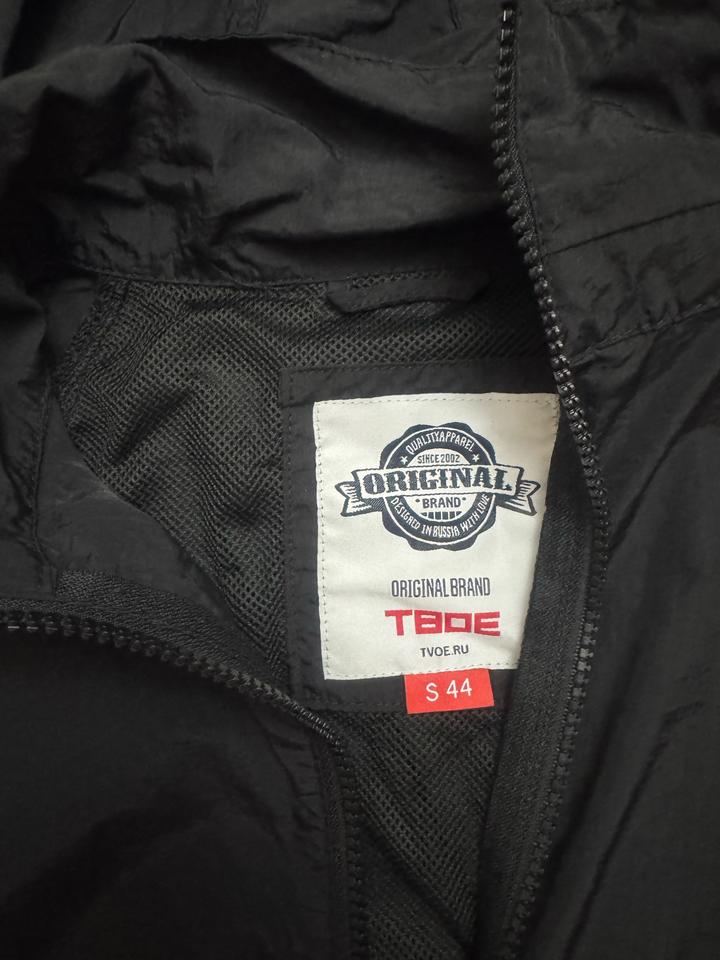 QUALITY APPAREL
SINCE 2002
ORIGINAL
BRAND
DESIGNED IN RUSSIA WITH LOVE
ORIGINAL BRAND
ТВОЕ
TVOE.RU
S 44